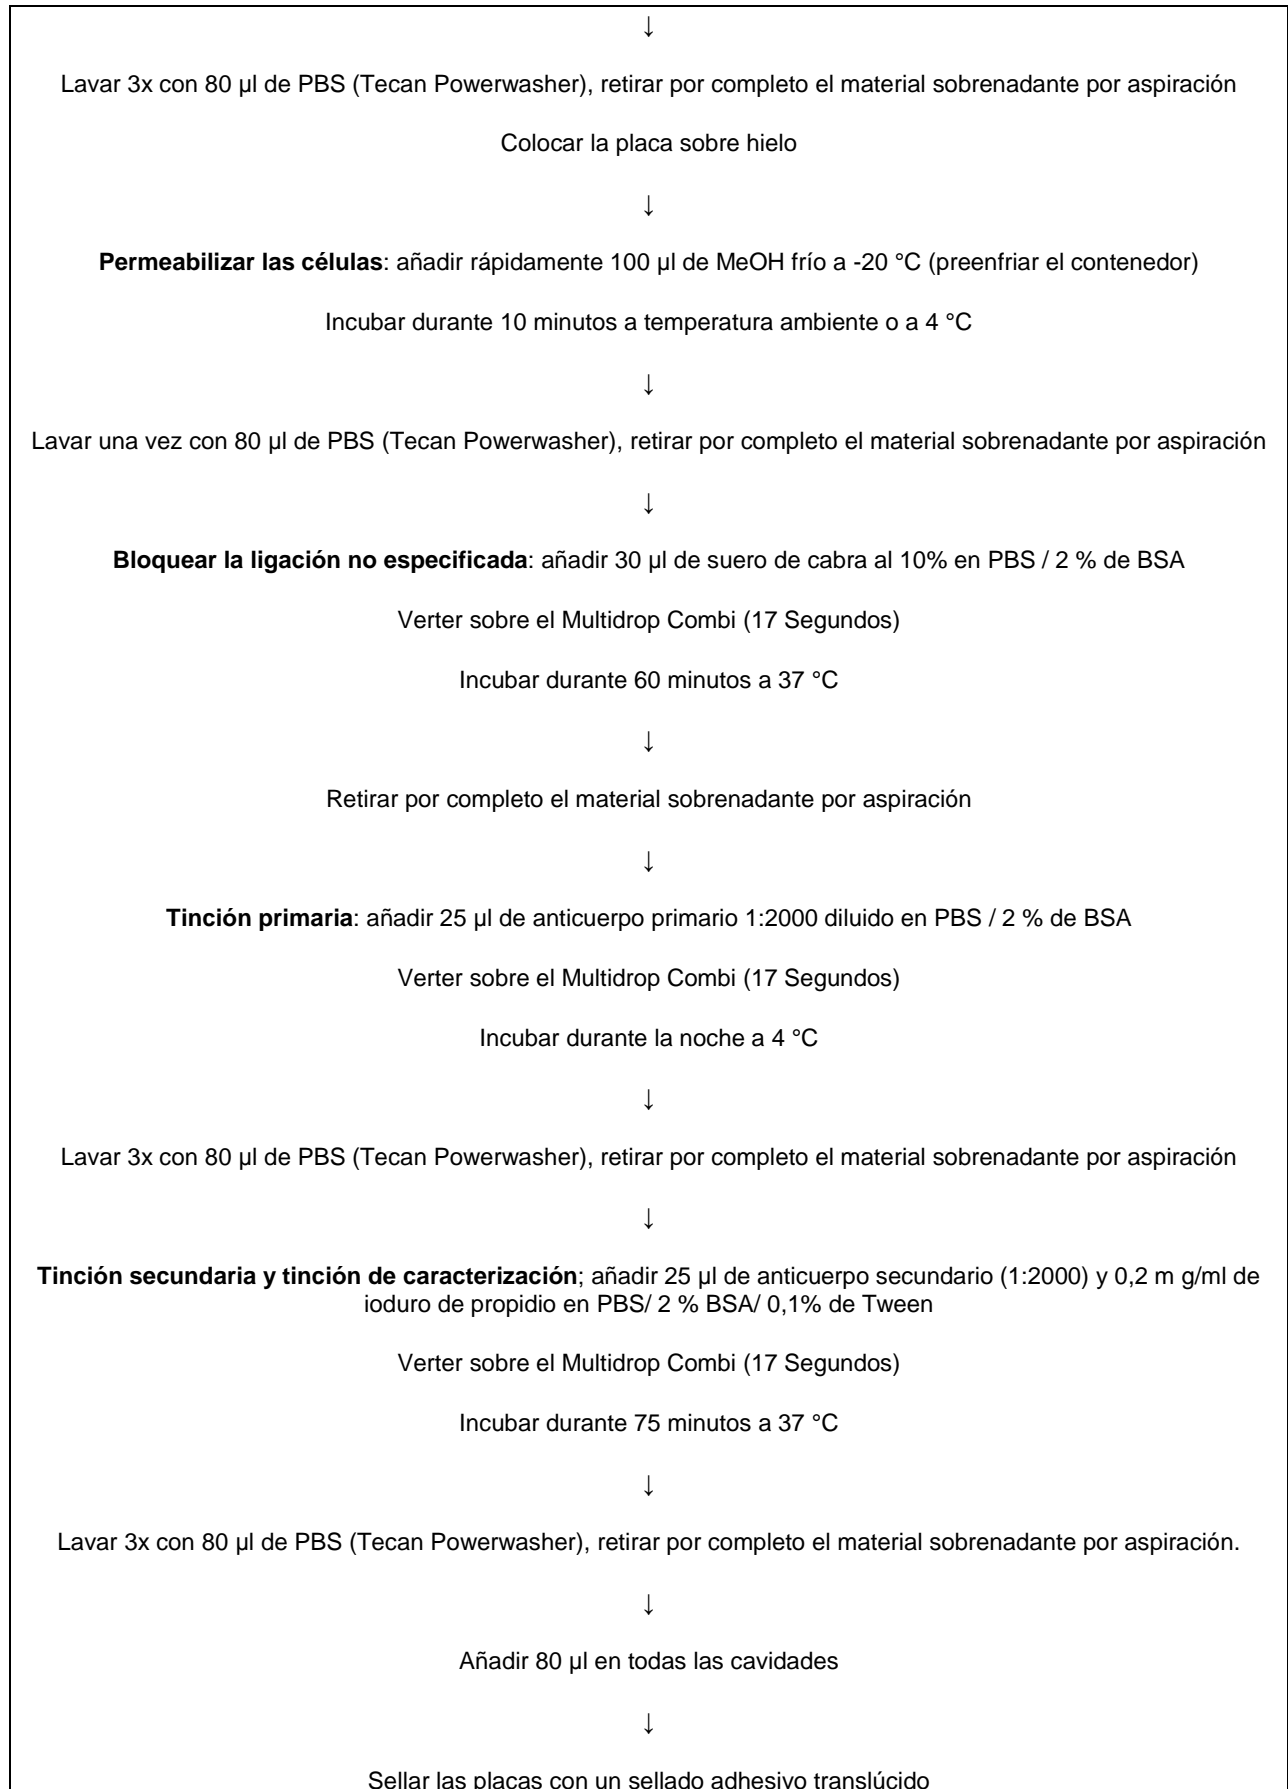 ↓
Lavar 3x con 80 µl de PBS (Tecan Powerwasher), retirar por completo el material sobrenadante por aspiración
Colocar la placa sobre hielo
↓
Permeabilizar las células: añadir rápidamente 100 µl de MeOH frío a -20 °C (preenfriar el contenedor)
Incubar durante 10 minutos a temperatura ambiente o a 4 °C
↓
Lavar una vez con 80 µl de PBS (Tecan Powerwasher), retirar por completo el material sobrenadante por aspiración
↓
Bloquear la ligación no especificada: añadir 30 µl de suero de cabra al 10% en PBS / 2 % de BSA
Verter sobre el Multidrop Combi (17 Segundos)
Incubar durante 60 minutos a 37 °C
↓
Retirar por completo el material sobrenadante por aspiración
↓
Tinción primaria: añadir 25 µl de anticuerpo primario 1:2000 diluido en PBS / 2 % de BSA
Verter sobre el Multidrop Combi (17 Segundos)
Incubar durante la noche a 4 °C
↓
Lavar 3x con 80 µl de PBS (Tecan Powerwasher), retirar por completo el material sobrenadante por aspiración
↓
Tinción secundaria y tinción de caracterización; añadir 25 µl de anticuerpo secundario (1:2000) y 0,2 m g/ml de
ioduro de propidio en PBS/ 2 % BSA/ 0,1% de Tween
Verter sobre el Multidrop Combi (17 Segundos)
Incubar durante 75 minutos a 37 °C
↓
Lavar 3x con 80 µl de PBS (Tecan Powerwasher), retirar por completo el material sobrenadante por aspiración.
↓
Añadir 80 µl en todas las cavidades
↓
Sellar las placas con un sellado adhesivo translúcido